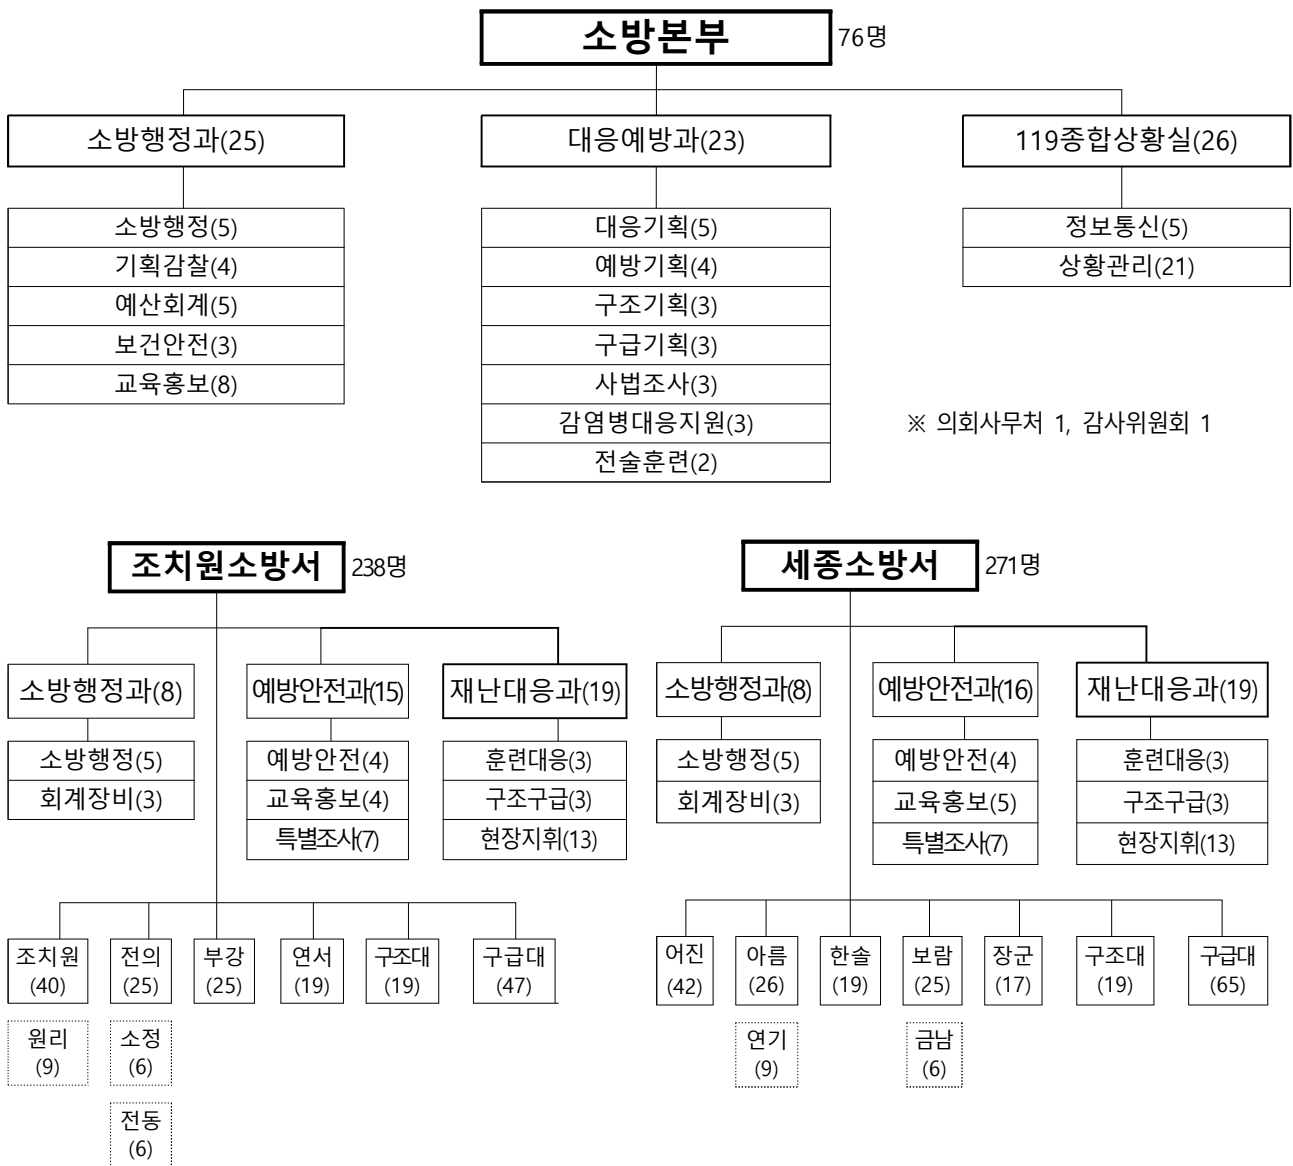 소방본부 76명
소방행정과(25)
소방행정(5)
기획감찰(4)
예산회계(5)
보건안전(3)
교육홍보(8)
대응예방과(23)
대응기획(5)
예방기획(4)
구조기획(3)
구급기획(3)
사법조사(3)
감염병대응지원(3)
전술훈련(2)
119종합상황실(26)
정보통신(5)
상황관리(21)
※ 의회사무처 1, 감사위원회 1
조치원소방서 238명
소방행정과(8)
소방행정(5)
회계장비(3)
예방안전과(15)
예방안전(4)
교육홍보(4)
특별조사(7)
재난대응과(19)
훈련대응(3)
구조구급(3)
현장지휘(13)
조치원
(40)
원리
(9)
전의
(25)
소정
(6)
전동
(6)
부강
(25)
연서
(19)
구조대
(19)
구급대
(47)
세종소방서 271명
소방행정과(8)
소방행정(5)
회계장비(3)
예방안전과(16)
예방안전(4)
교육홍보(5)
특별조사(7)
재난대응과(19)
훈련대응(3)
구조구급(3)
현장지휘(13)
어진
(42)
아름
(26)
연기
(9)
한솔
(19)
보람
(25)
금남
(6)
장군
(17)
구조대
(19)
구급대
(65)